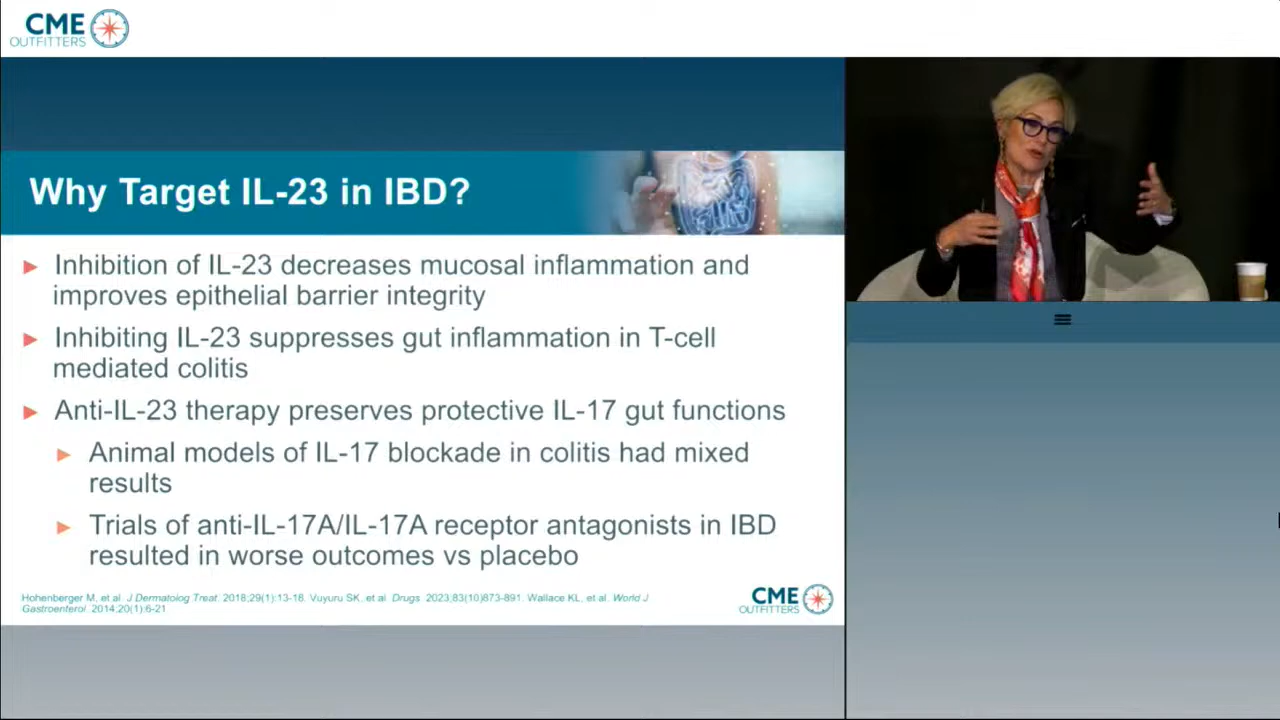 CME
OUTFITTERS
Why Target IL-23 in IBD?
Inhibition of IL-23 decreases mucosal inflammation and
improves epithelial barrier integrity
Inhibiting IL-23 suppresses gut inflammation in T-cell
mediated colitis
Anti-IL-23 therapy preserves protective IL-17 gut functions
Animal models of IL-17 blockade in colitis had mixed
results
Trials of anti-IL-17A/IL-17A receptor antagonists in IBD
resulted in worse outcomes vs placebo
Hohenberger M, et al. J Dermatolog Treat. 2018;29(1):13-18. Vuyuru SK, et al. Drugs. 2023;83(10)873-891. Wallace KL, et al. World J
Gastroenterol. 2014;20(1):6-21
CME
OUTFITTERS